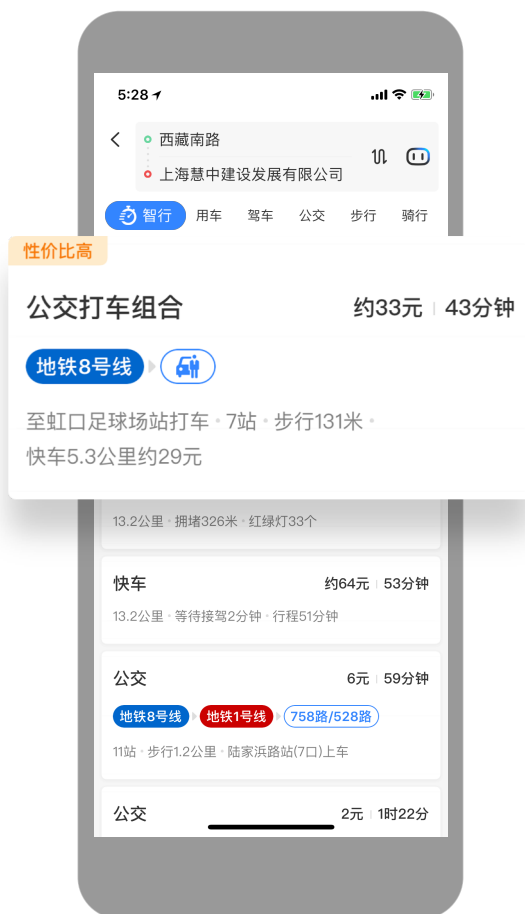 5:28
西藏南路
上海慧中建设发展有限公司
智行 用车 驾车 公交 步行 骑行
性价比高
公交打车组合 约33元 43分钟
地铁8号线
至虹口足球场站打车·7站·步行131米·
快车5.3公里约29元
13.2公里·拥堵326米·红绿灯33个
快车 约64元 53分钟
13.2公里·等待接驾2分钟·行程51分钟
公交 6元 59分钟
地铁8号线 地铁1号线 758路/528路
11站·步行1.2公里·陆家浜路站(7口)上车
公交 2元 1时22分